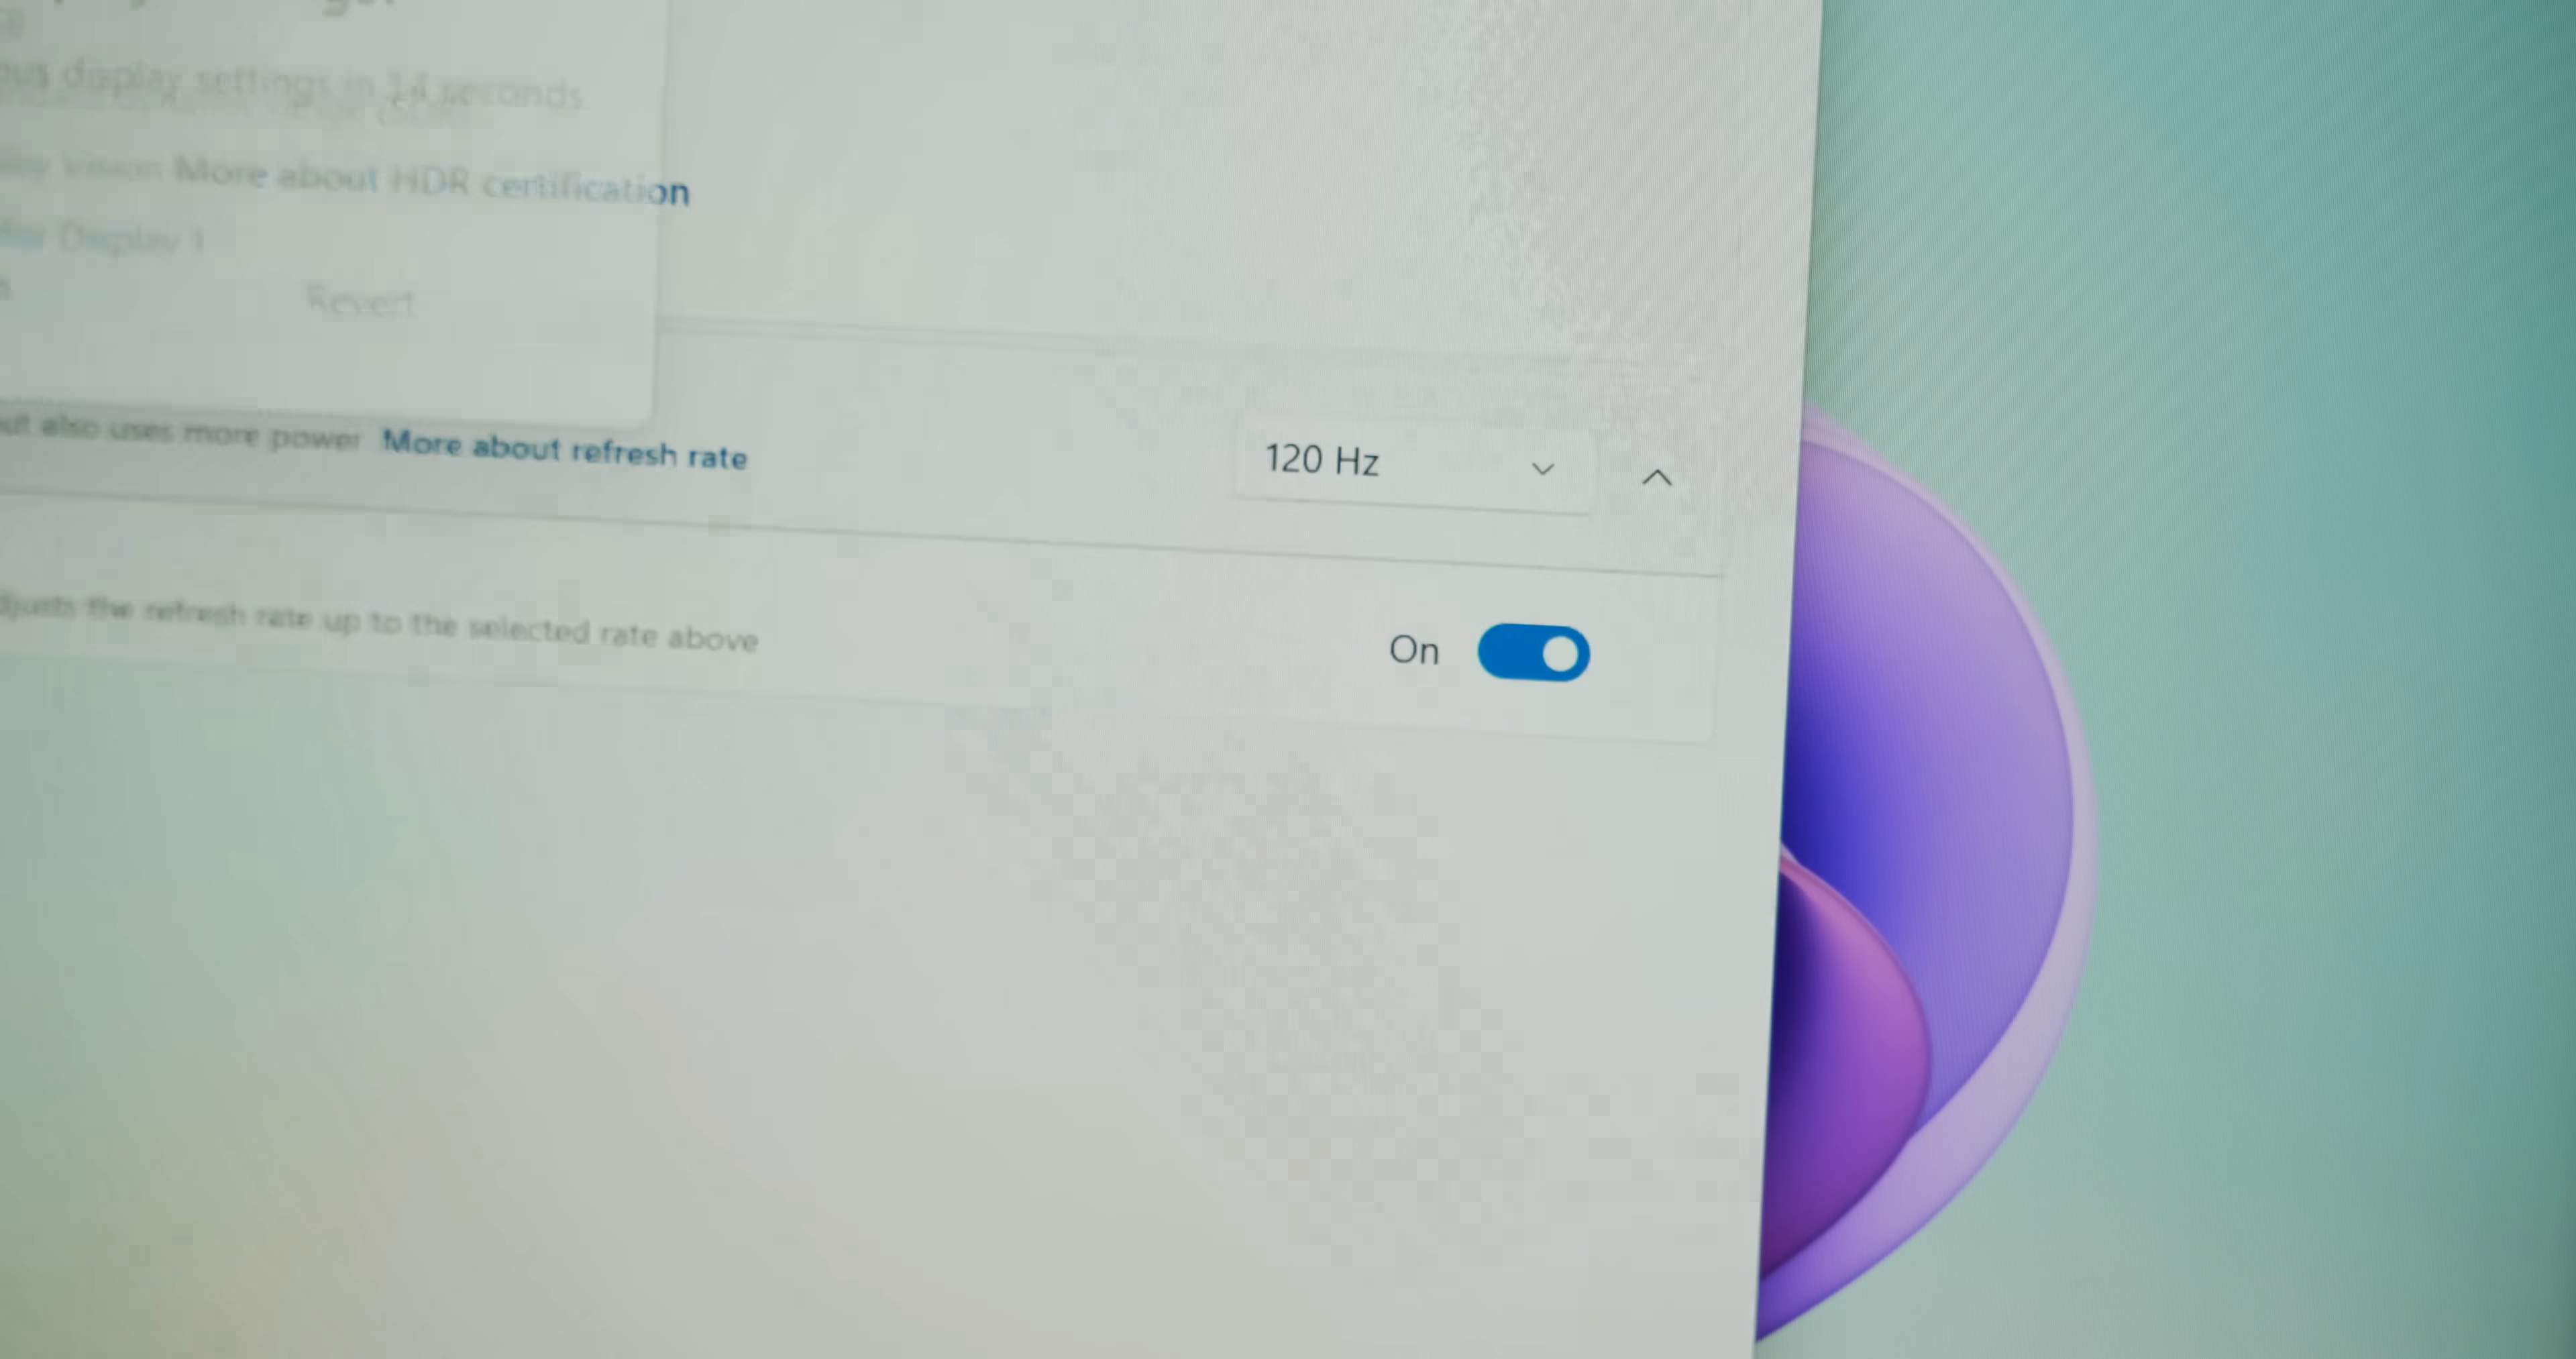 display settings in 14 seconds
Vision More about HDR certification
Display 1
Revert
also uses more power More about refresh rate
120 Hz
the refresh rate up to the selected rate above
On